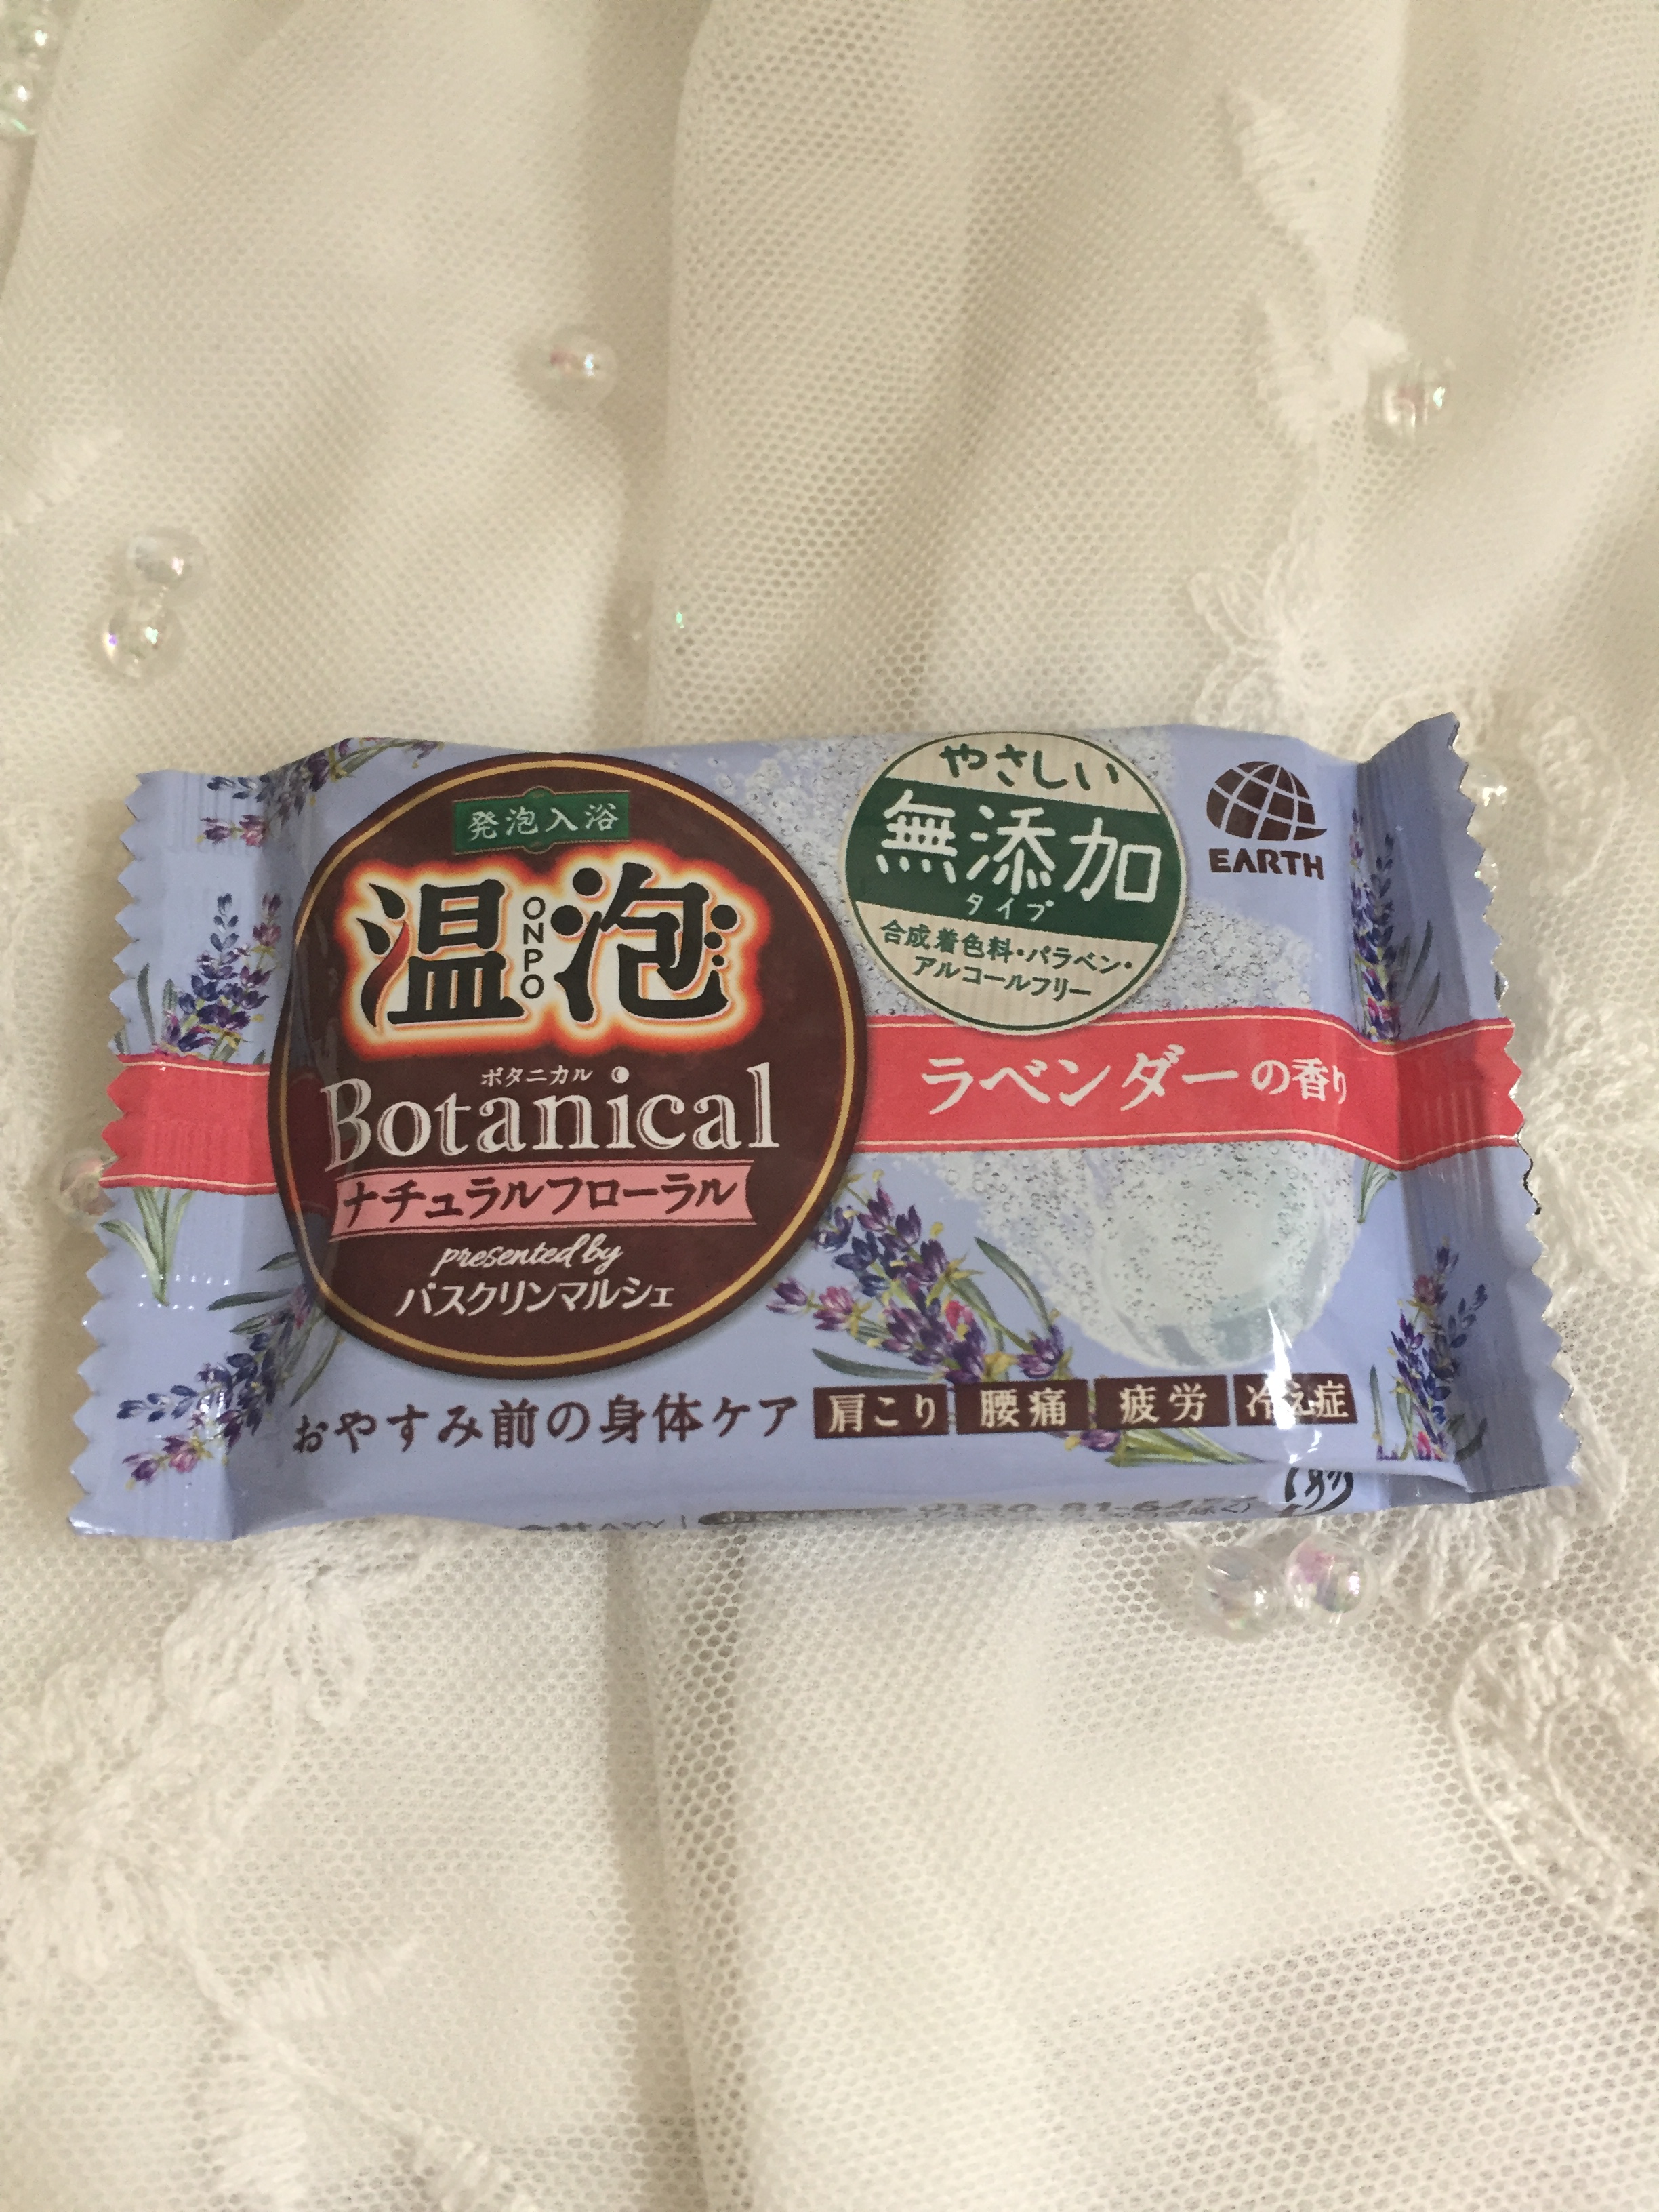 発泡入浴
温泡
ONPO
ボタニカル
Botanical
ナチュラルフローラル
presented by
バスクリンマルシェ
やさしい
無添加
タイプ
合成着色料・パラベン・
アルコールフリー
EARTH
ラベンダーの香り
おやすみ前の身体ケア 肩こり 腰痛 疲労 冷え症